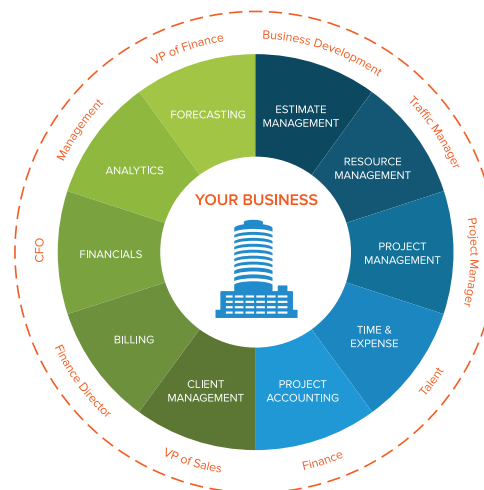 Business Development
Traffic Manager
Project Manager
Talent
Finance
VP of Sales
Finance Director
CFO
Management
VP of Finance
ESTIMATE
MANAGEMENT
RESOURCE
MANAGEMENT
PROJECT
MANAGEMENT
TIME &
EXPENSE
PROJECT
ACCOUNTING
CLIENT
MANAGEMENT
BILLING
FINANCIALS
ANALYTICS
FORECASTING
YOUR BUSINESS